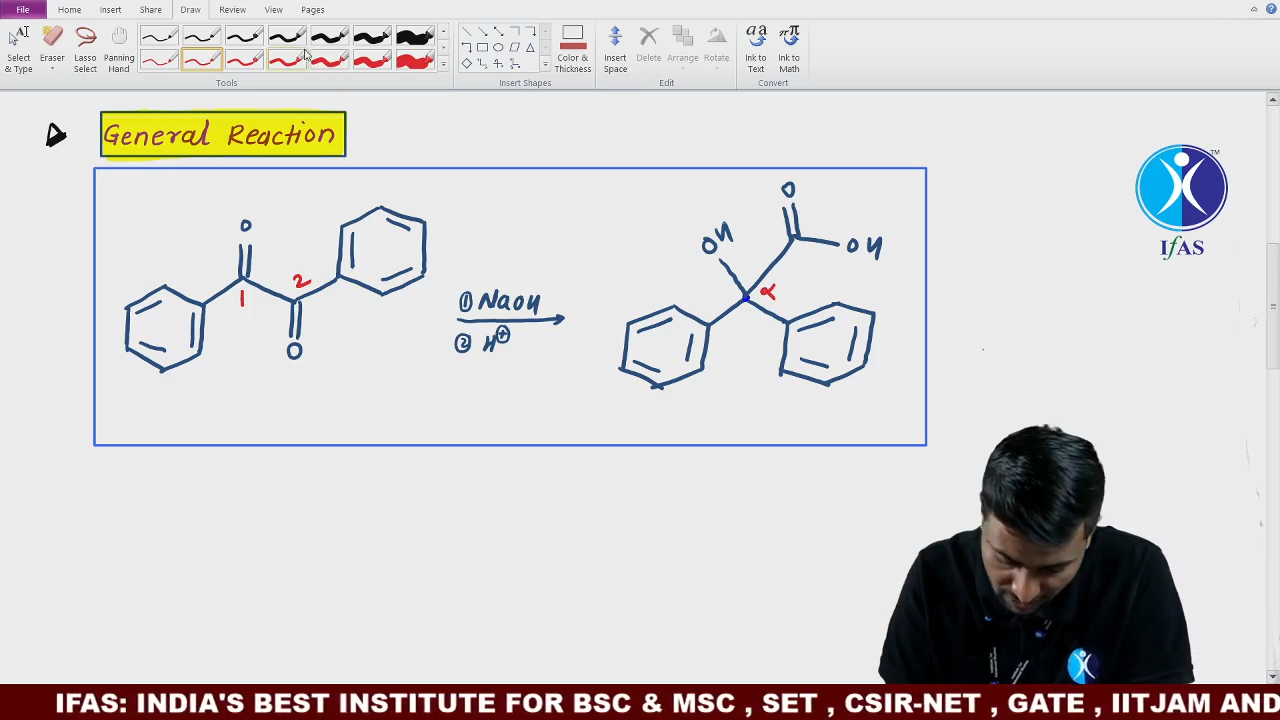 File Home Insert Share Draw Review View Pages
Select & Type
Eraser
Lasso Select
Panning Hand
Color & Thickness
Insert Space
Delete
Arrange
Rotate
Ink to Text
Ink to Math
Tools
Insert Shapes
Edit
Convert
General Reaction
O
1
2
O
① NaOH
② H⊕
OH
O
OH
α
TM
IfAS
IFAS: INDIA'S BEST INSTITUTE FOR BSC & MSC , SET , CSIR-NET , GATE , IITJAM AND